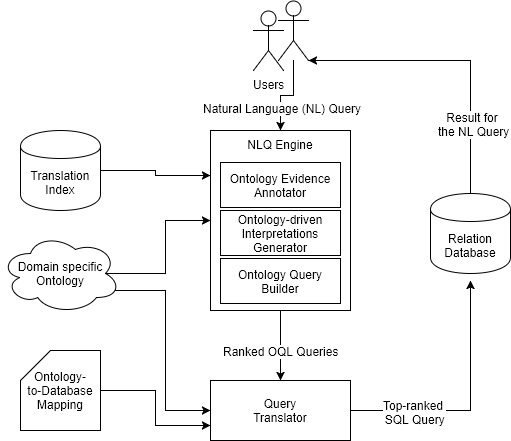 Users
Natural Language (NL) Query
Result for
the NL Query
NLQ Engine
Ontology Evidence
Annotator
Translation
Index
Ontology-driven
Interpretations
Generator
Relation
Database
Domain specific
Ontology
Ontology Query
Builder
Ranked OQL Queries
Ontology-
to-Database
Mapping
Query
Translator
Top-ranked
SQL Query